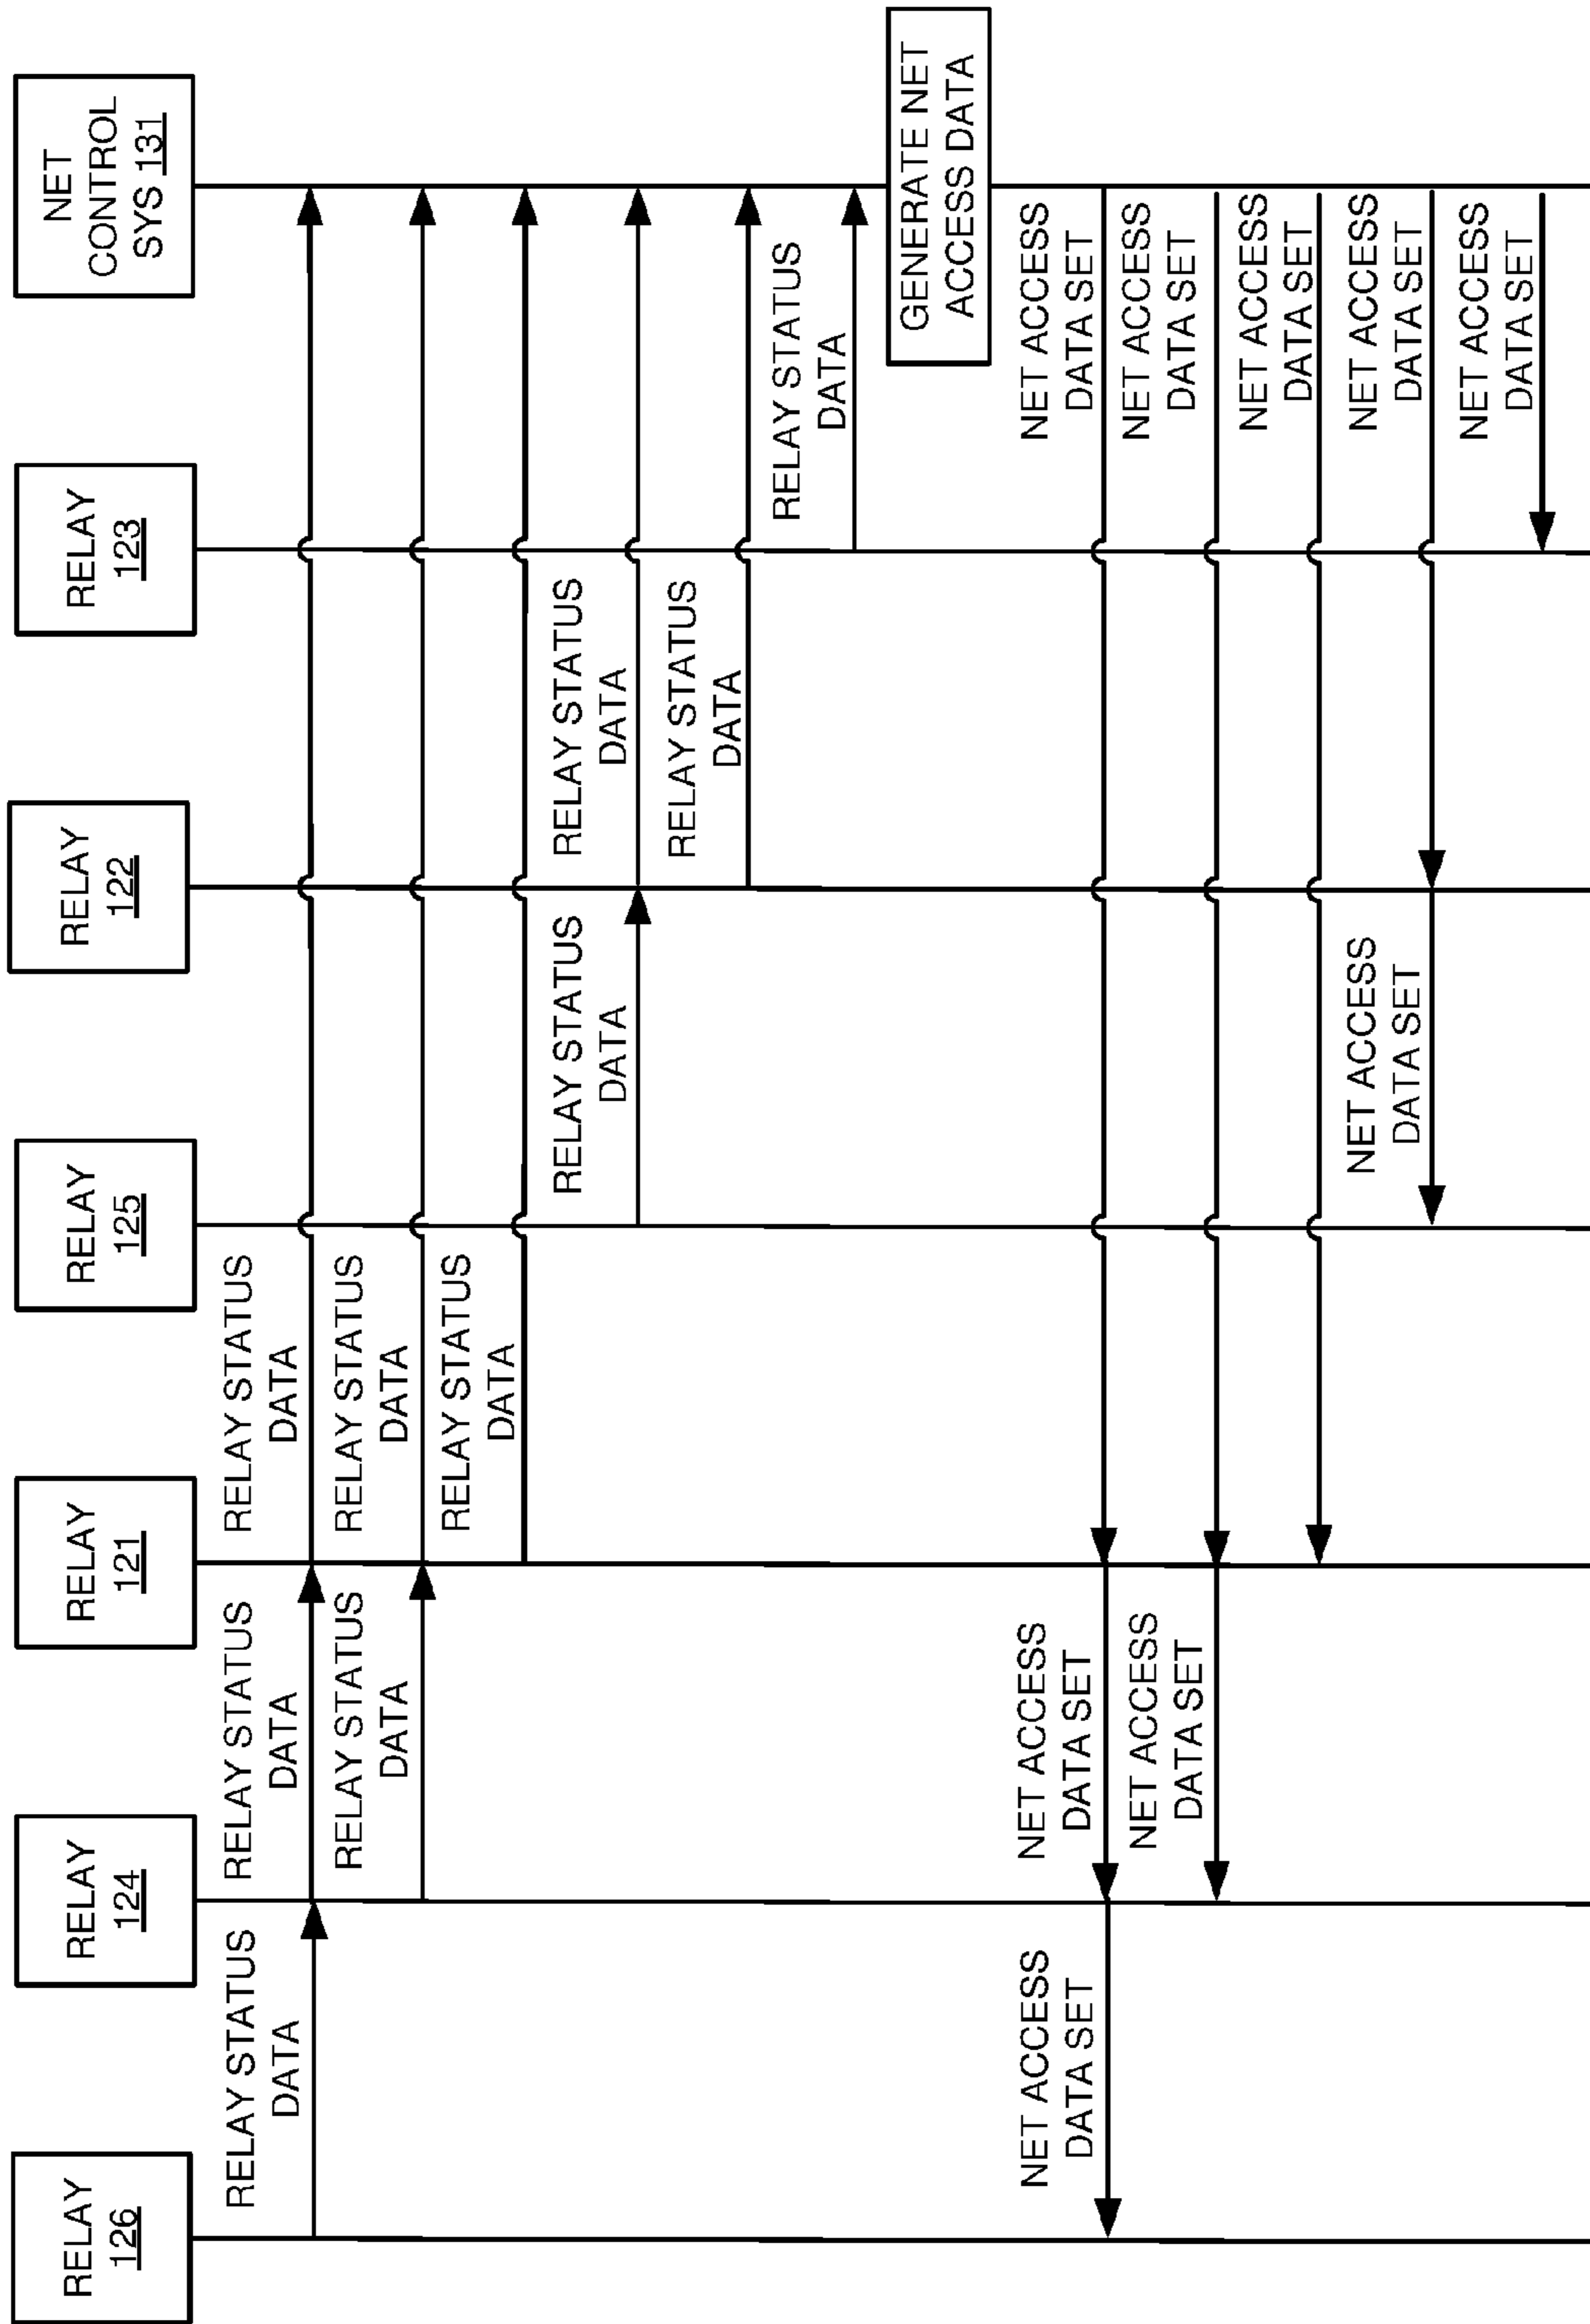 RELAY
126
RELAY
124
RELAY
121
RELAY
125
RELAY
122
RELAY
123
NET
CONTROL
SYS 131
RELAY STATUS
DATA
RELAY STATUS
DATA
RELAY STATUS
DATA
RELAY STATUS
DATA
RELAY STATUS
DATA
RELAY STATUS
DATA
RELAY STATUS
DATA
RELAY STATUS
DATA
RELAY STATUS
DATA
RELAY STATUS
DATA
GENERATE NET
ACCESS DATA
NET ACCESS
DATA SET
NET ACCESS
DATA SET
NET ACCESS
DATA SET
NET ACCESS
DATA SET
NET ACCESS
DATA SET
NET ACCESS
DATA SET
NET ACCESS
DATA SET
NET ACCESS
DATA SET
NET ACCESS
DATA SET